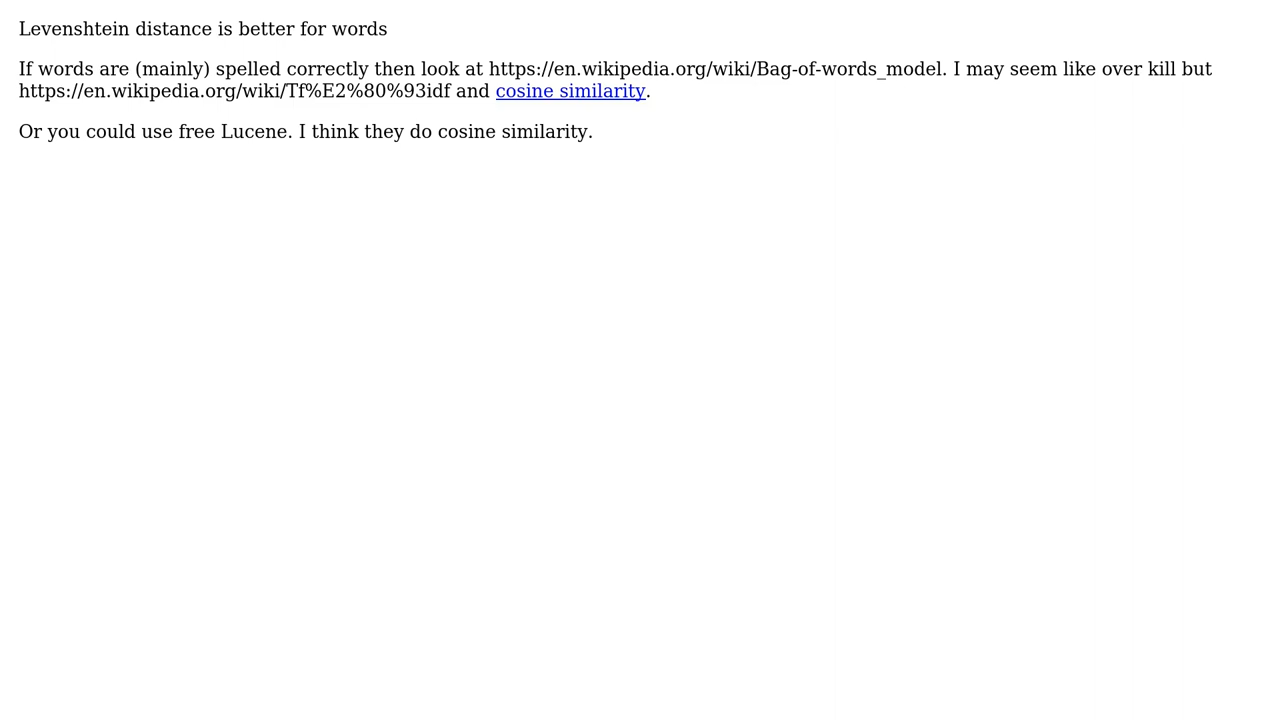 Levenshtein distance is better for words
If words are (mainly) spelled correctly then look at https://en.wikipedia.org/wiki/Bag-of-words_model. I may seem like over kill but
https://en.wikipedia.org/wiki/Tf%E2%80%93idf and cosine similarity.
Or you could use free Lucene. I think they do cosine similarity.